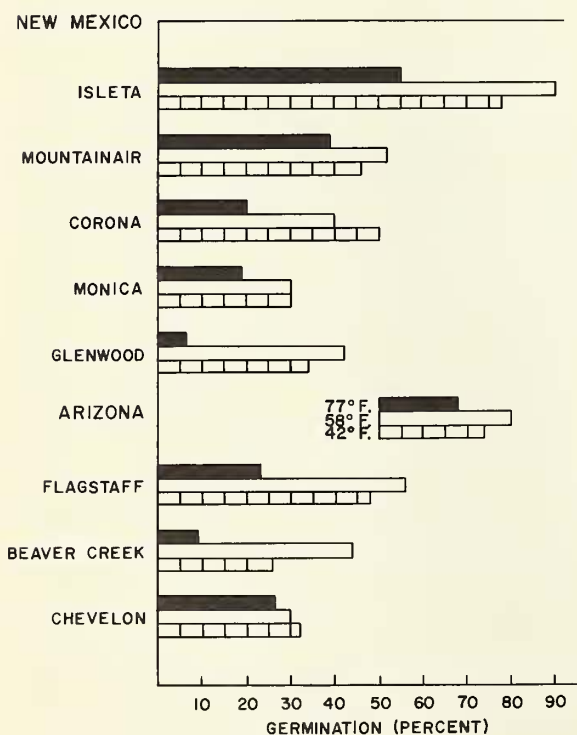 NEW MEXICO
ISLETA
MOUNTAINAIR
CORONA
MONICA
GLENWOOD
ARIZONA
77° F.
58° F.
42° F.
FLAGSTAFF
BEAVER CREEK
CHEVELON
10 20 30 40 50 60 70 80 90
GERMINATION (PERCENT)